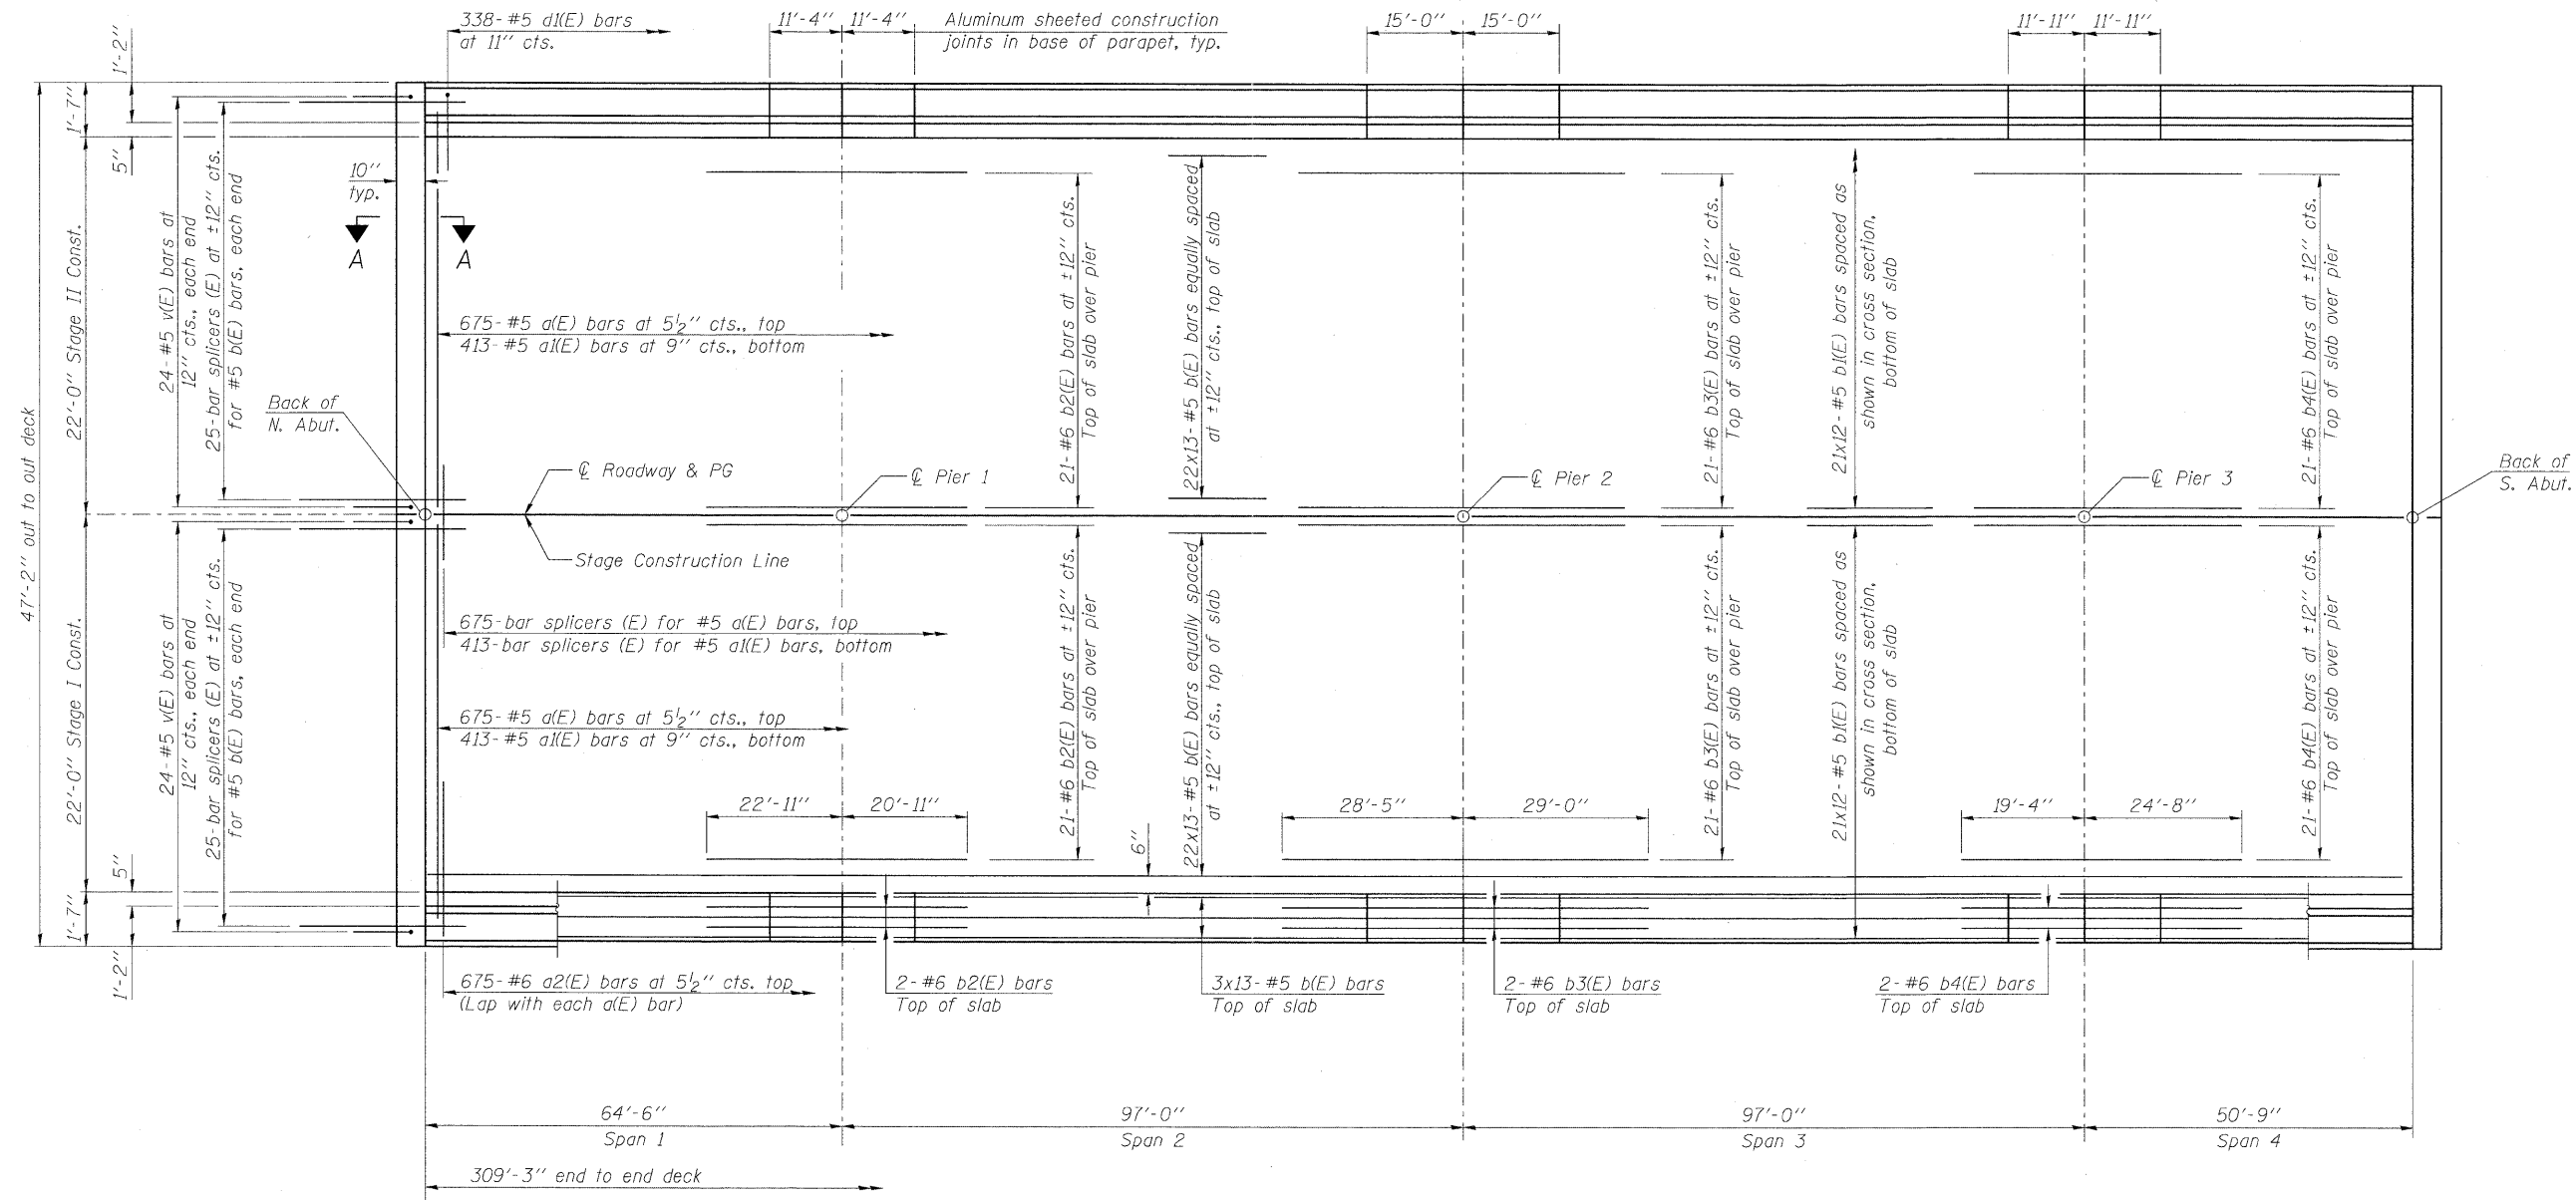 338-#5 d1(E) bars
at 11" cts.
11'-4" 11'-4"
Aluminum sheeted construction
joints in base of parapet, typ.
15'-0" 15'-0"
11'-11" 11'-11"
1'-2"
1'-7"
5"
10"
typ.
A A
47'-2" out to out deck
22'-0" Stage II Const.
24-#5 v(E) bars at
12" cts., each end
25-bar splicers (E) at ±12" cts.
for #5 b(E) bars, each end
675-#5 a(E) bars at 5½" cts., top
413-#5 a1(E) bars at 9" cts., bottom
21-#6 b2(E) bars at ±12" cts.
Top of slab over pier
22x13-#5 b(E) bars equally spaced
at ±12" cts., top of slab
21-#6 b3(E) bars at ±12" cts.
Top of slab over pier
21x12-#5 b1(E) bars spaced as
shown in cross section,
bottom of slab
21-#6 b4(E) bars at ±12" cts.
Top of slab over pier
Back of
N. Abut.
℄ Roadway & PG
℄ Pier 1
℄ Pier 2
℄ Pier 3
Back of
S. Abut.
Stage Construction Line
22'-0" Stage I Const.
24-#5 v(E) bars at
12" cts., each end
25-bar splicers (E) at ±12" cts.
for #5 b(E) bars, each end
675-bar splicers (E) for #5 a(E) bars, top
413-bar splicers (E) for #5 a1(E) bars, bottom
675-#5 a(E) bars at 5½" cts., top
413-#5 a1(E) bars at 9" cts., bottom
21-#6 b2(E) bars at ±12" cts.
Top of slab over pier
22x13-#5 b(E) bars equally spaced
at ±12" cts., top of slab
21-#6 b3(E) bars at ±12" cts.
Top of slab over pier
21x12-#5 b1(E) bars spaced as
shown in cross section,
bottom of slab
21-#6 b4(E) bars at ±12" cts.
Top of slab over pier
22'-11" 20'-11"
28'-5" 29'-0"
19'-4" 24'-8"
6"
5"
1'-7"
1'-2"
675-#6 a2(E) bars at 5½" cts. top
(Lap with each a(E) bar)
2-#6 b2(E) bars
Top of slab
3x13-#5 b(E) bars
Top of slab
2-#6 b3(E) bars
Top of slab
2-#6 b4(E) bars
Top of slab
64'-6"
Span 1
97'-0"
Span 2
97'-0"
Span 3
50'-9"
Span 4
309'-3" end to end deck